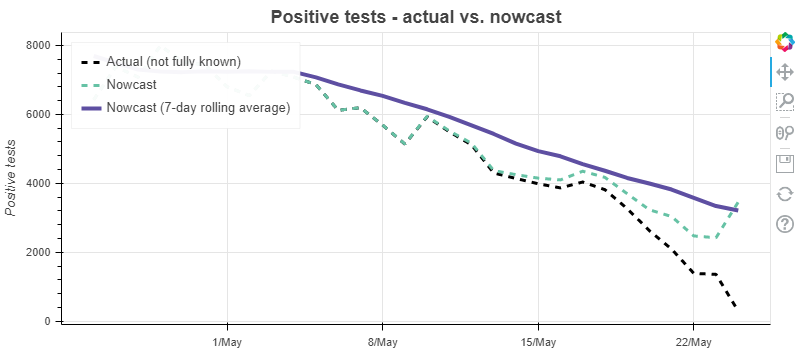 Positive tests - actual vs. nowcast
8000
6000
4000
2000
0
Positive tests
Actual (not fully known)
Nowcast
Nowcast (7-day rolling average)
1/May
8/May
15/May
22/May